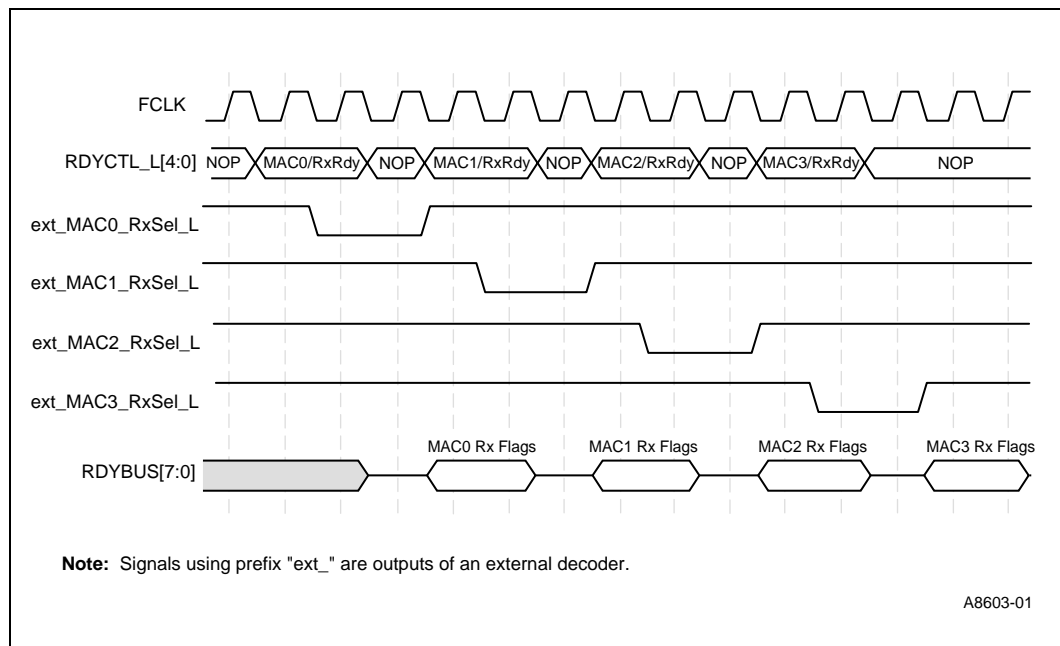 FCLK
RDYCTL_L[4:0] NOP MAC0/RxRdy NOP MAC1/RxRdy NOP MAC2/RxRdy NOP MAC3/RxRdy NOP
ext_MAC0_RxSel_L
ext_MAC1_RxSel_L
ext_MAC2_RxSel_L
ext_MAC3_RxSel_L
MAC0 Rx Flags MAC1 Rx Flags MAC2 Rx Flags MAC3 Rx Flags
RDYBUS[7:0]
Note: Signals using prefix "ext_" are outputs of an external decoder.
A8603-01